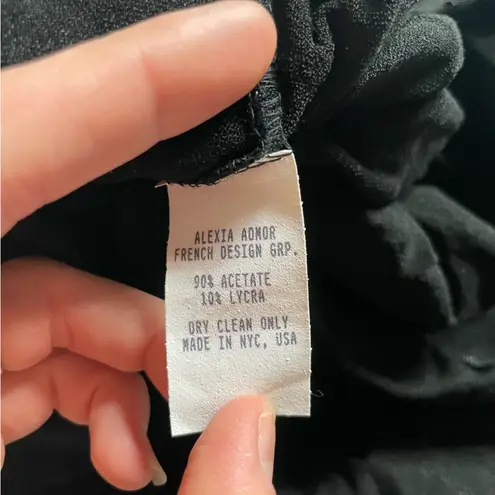 ALEXIA ADMOR
FRENCH DESIGN GRP.
90% ACETATE
10% LYCRA
DRY CLEAN ONLY
MADE IN NYC, USA